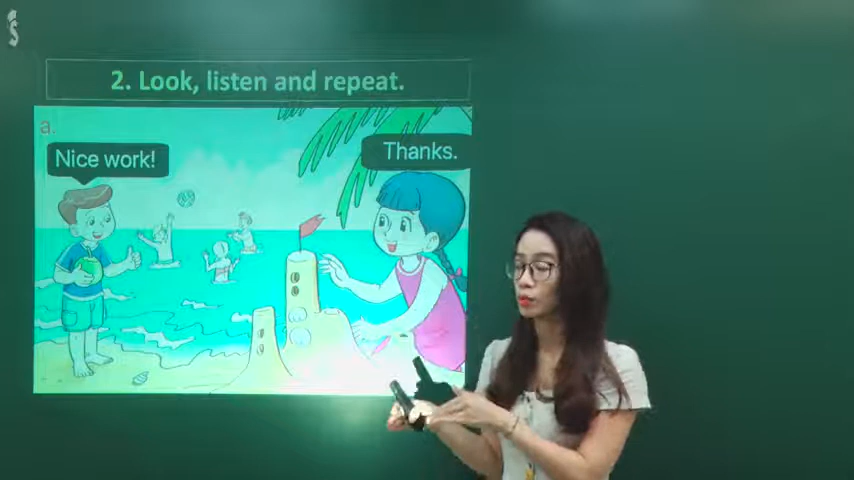 2. Look, listen and repeat.
a.
Nice work!
Thanks.